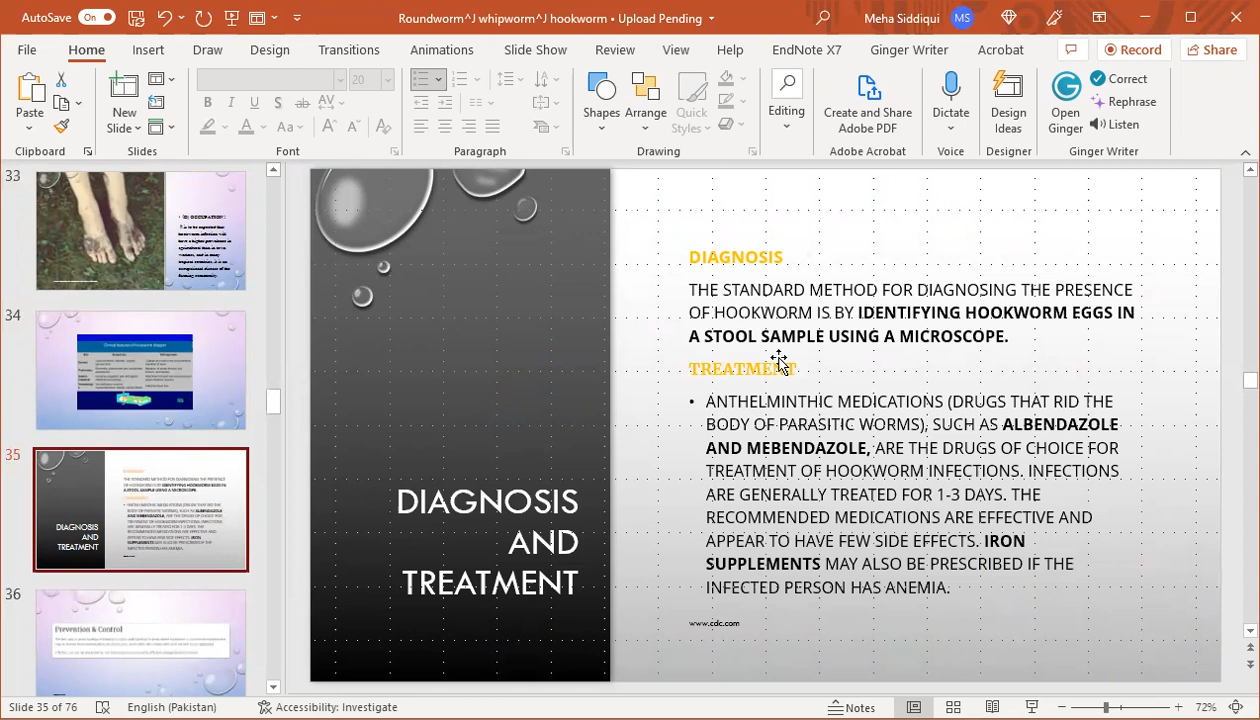 AutoSave On
Roundworm^J whipworm^J hookworm • Upload Pending
Meha Siddiqui MS
File Home Insert Draw Design Transitions Animations Slide Show Review View Help EndNote X7 Ginger Writer Acrobat Record Share
Paste
New
Slide
20
Shapes Arrange Quick
Styles
Editing
Create and Share
Adobe PDF
Dictate
Design
Ideas
Open
Ginger
Correct
Rephrase
Listen
Clipboard Slides Font Paragraph Drawing Adobe Acrobat Voice Designer Ginger Writer
33
34
35
DIAGNOSIS
AND
TREATMENT
36
Prevention & Control
DIAGNOSIS
AND
TREATMENT
DIAGNOSIS
THE STANDARD METHOD FOR DIAGNOSING THE PRESENCE
OF HOOKWORM IS BY IDENTIFYING HOOKWORM EGGS IN
A STOOL SAMPLE USING A MICROSCOPE.
TREATMENT
• ANTHELMINTHIC MEDICATIONS (DRUGS THAT RID THE
BODY OF PARASITIC WORMS), SUCH AS ALBENDAZOLE
AND MEBENDAZOLE, ARE THE DRUGS OF CHOICE FOR
TREATMENT OF HOOKWORM INFECTIONS. INFECTIONS
ARE GENERALLY TREATED FOR 1-3 DAYS. THE
RECOMMENDED MEDICATIONS ARE EFFECTIVE AND
APPEAR TO HAVE FEW SIDE EFFECTS. IRON
SUPPLEMENTS MAY ALSO BE PRESCRIBED IF THE
INFECTED PERSON HAS ANEMIA.
www.cdc.com
Slide 35 of 76 English (Pakistan) Accessibility: Investigate Notes 72%